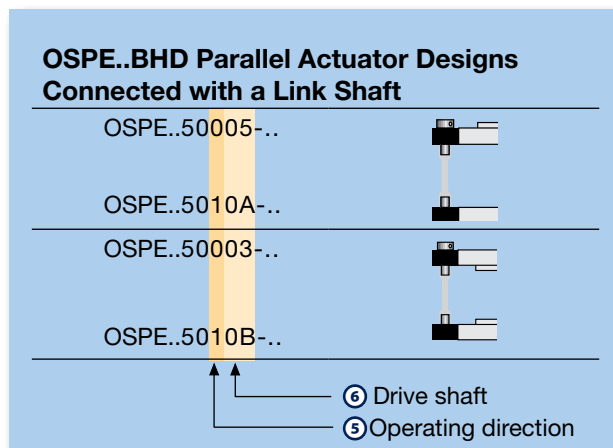 OSPE..BHD Parallel Actuator Designs
Connected with a Link Shaft
OSPE..50005-..
OSPE..5010A-..
OSPE..50003-..
OSPE..5010B-..
6 Drive shaft
5 Operating direction